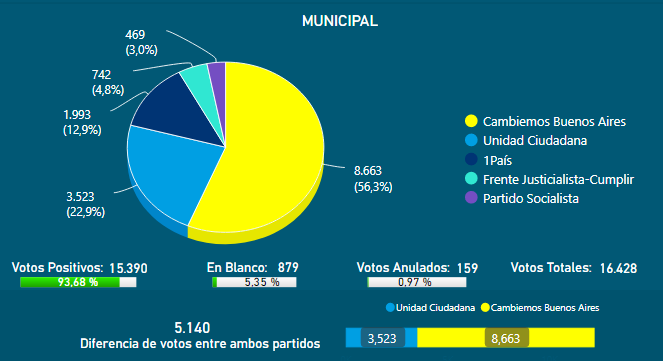 MUNICIPAL
469
(3,0%)
742
(4,8%)
1.993
(12,9%)
3.523
(22,9%)
8.663
(56,3%)
Cambiemos Buenos Aires
Unidad Ciudadana
1País
Frente Justicialista-Cumplir
Partido Socialista
Votos Positivos: 15.390
93,68 %
En Blanco: 879
5,35 %
Votos Anulados: 159
0,97 %
Votos Totales: 16.428
5.140
Diferencia de votos entre ambos partidos
Unidad Ciudadana Cambiemos Buenos Aires
3,523 8,663